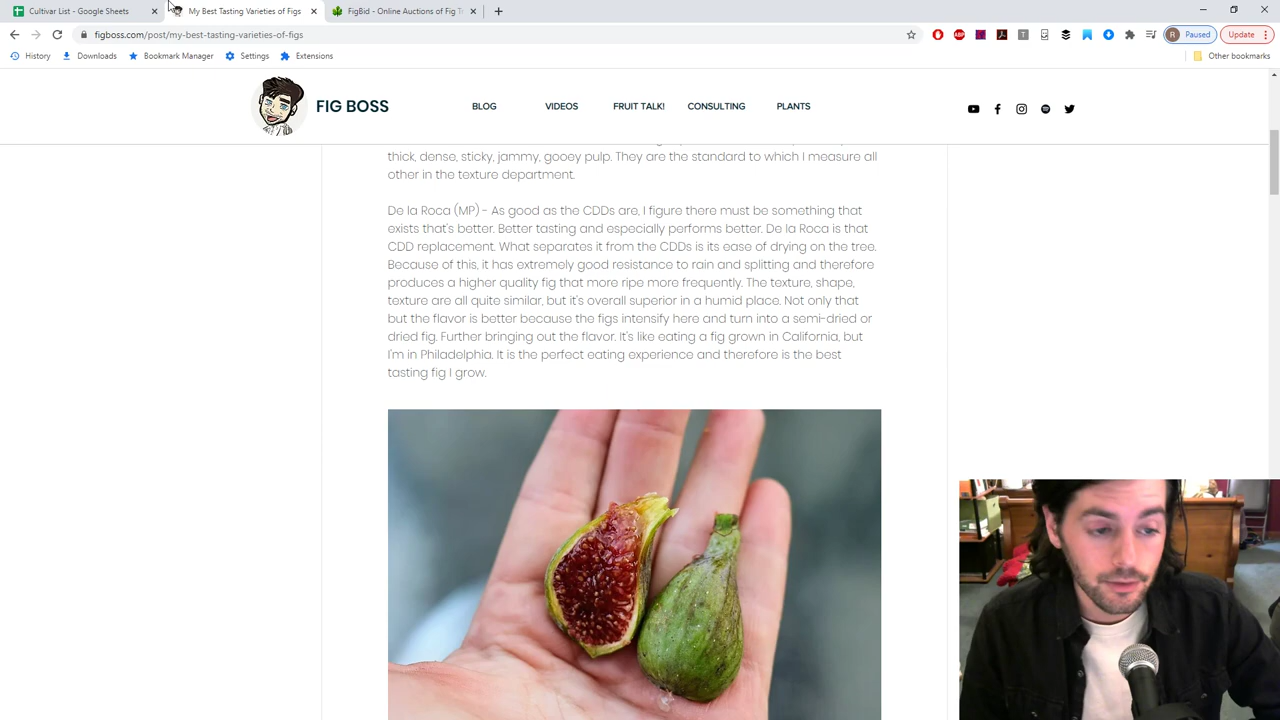 Cultivar List - Google Sheets
My Best Tasting Varieties of Figs
FigBid - Online Auctions of Fig T
figboss.com/post/my-best-tasting-varieties-of-figs
R Paused
Update
History
Downloads
Bookmark Manager
Settings
Extensions
Other bookmarks
FIG BOSS
BLOG
VIDEOS
FRUIT TALK!
CONSULTING
PLANTS
thick, dense, sticky, jammy, gooey pulp. They are the standard to which I measure all
other in the texture department.
De la Roca (MP) - As good as the CDDs are, I figure there must be something that
exists that's better. Better tasting and especially performs better. De la Roca is that
CDD replacement. What separates it from the CDDs is its ease of drying on the tree.
Because of this, it has extremely good resistance to rain and splitting and therefore
produces a higher quality fig that more ripe more frequently. The texture, shape,
texture are all quite similar, but it's overall superior in a humid place. Not only that
but the flavor is better because the figs intensify here and turn into a semi-dried or
dried fig. Further bringing out the flavor. It's like eating a fig grown in California, but
I'm in Philadelphia. It is the perfect eating experience and therefore is the best
tasting fig I grow.